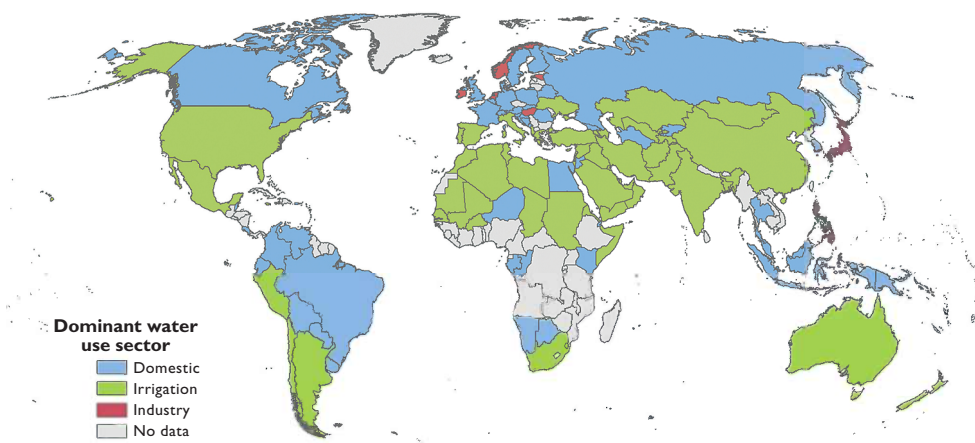 Dominant water
use sector
Domestic
Irrigation
Industry
No data